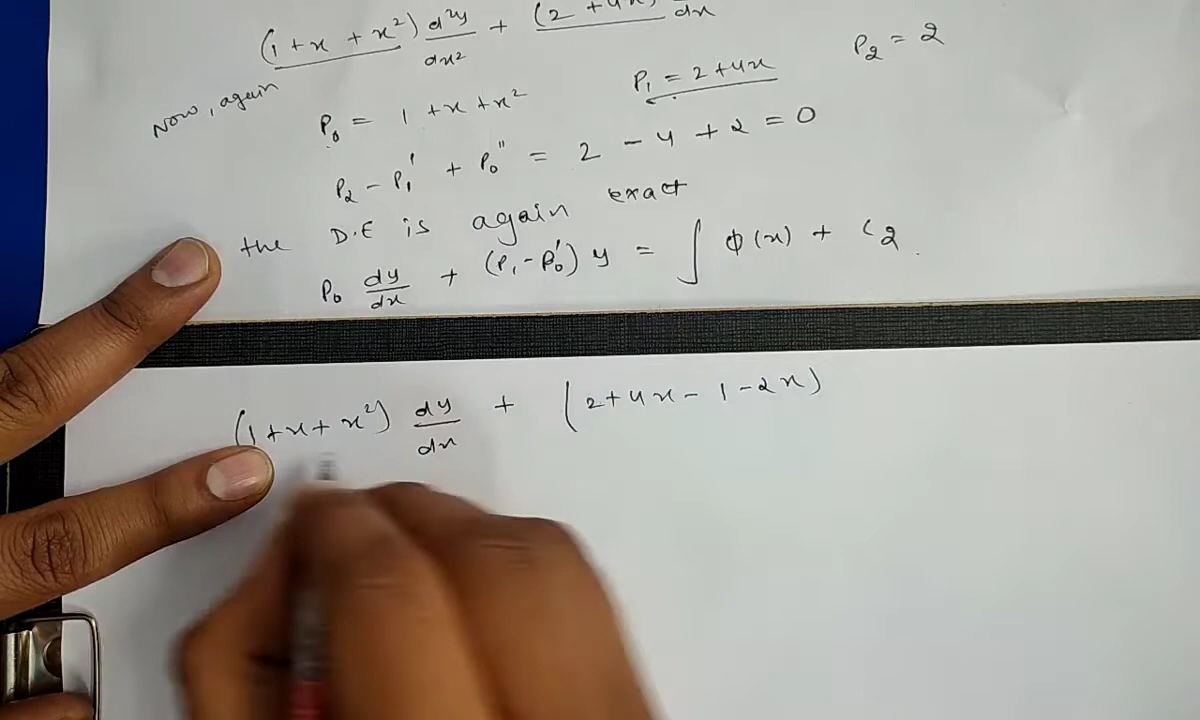 (1 + x + x²) d²y/dx² + (2 + 4x) dy/dx
Now, again P₀ = 1 + x + x² P₁ = 2 + 4x P₂ = 2
P₂ - P₁' + P₀'' = 2 - 4 + 2 = 0
the D.E is again exact
P₀ dy/dx + (P₁ - P₀') y = ∫ φ(x) + C₂
(1 + x + x²) dy/dx + (2 + 4x - 1 - 2x)